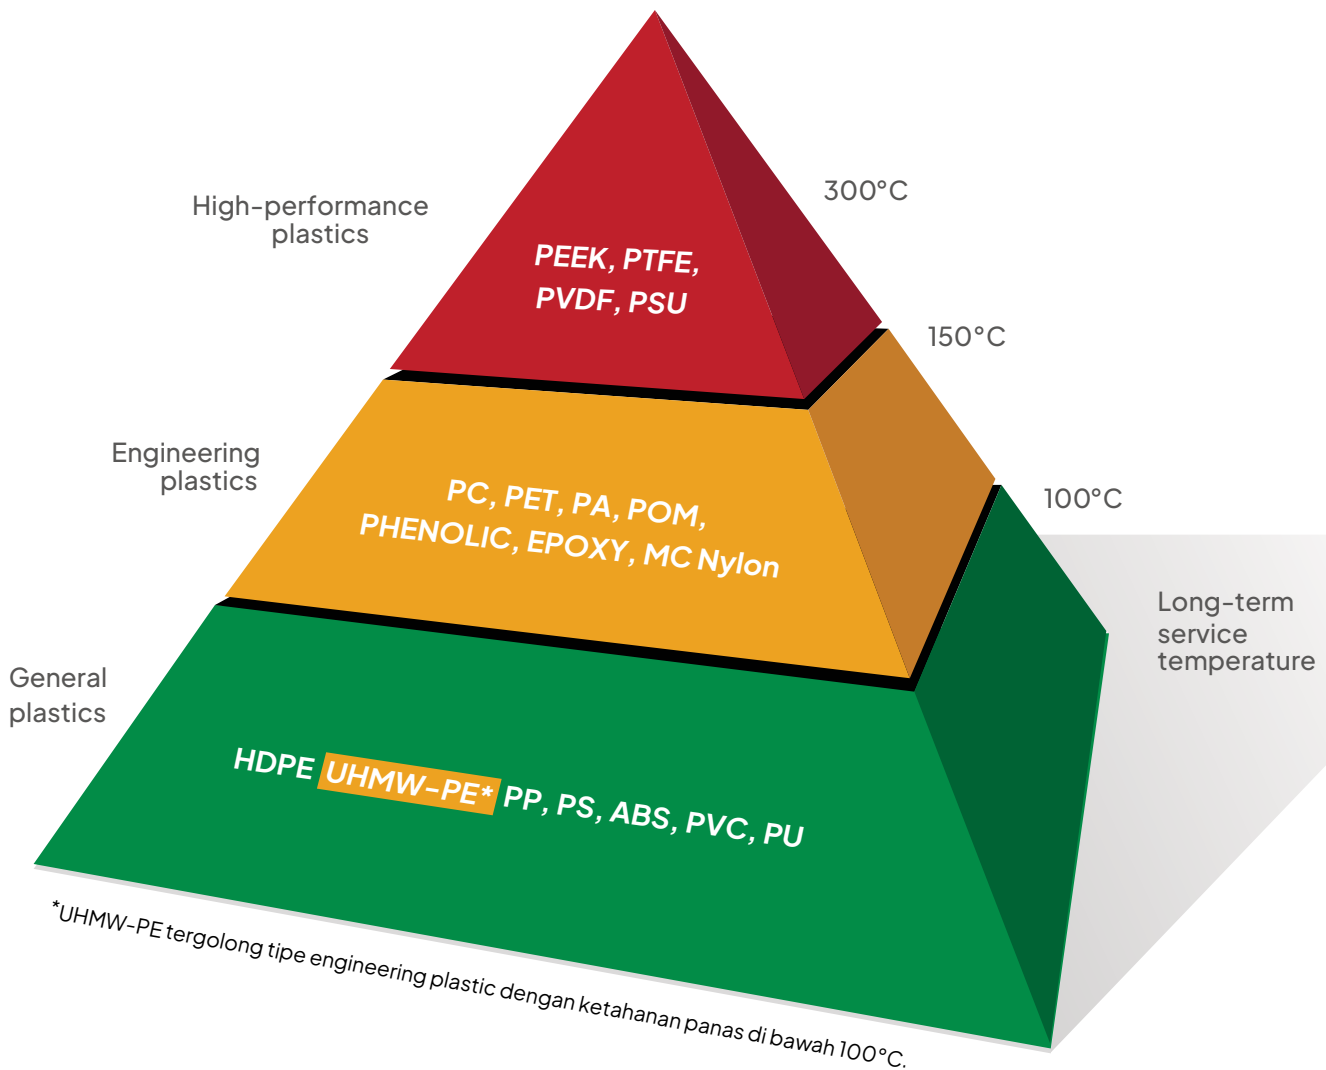 High-performance
plastics
300°C
PEEK, PTFE,
PVDF, PSU
150°C
Engineering
plastics
PC, PET, PA, POM,
PHENOLIC, EPOXY, MC Nylon
100°C
Long-term
service
temperature
General
plastics
HDPE UHMW-PE* PP, PS, ABS, PVC, PU
*UHMW-PE tergolong tipe engineering plastic dengan ketahanan panas di bawah 100°C.